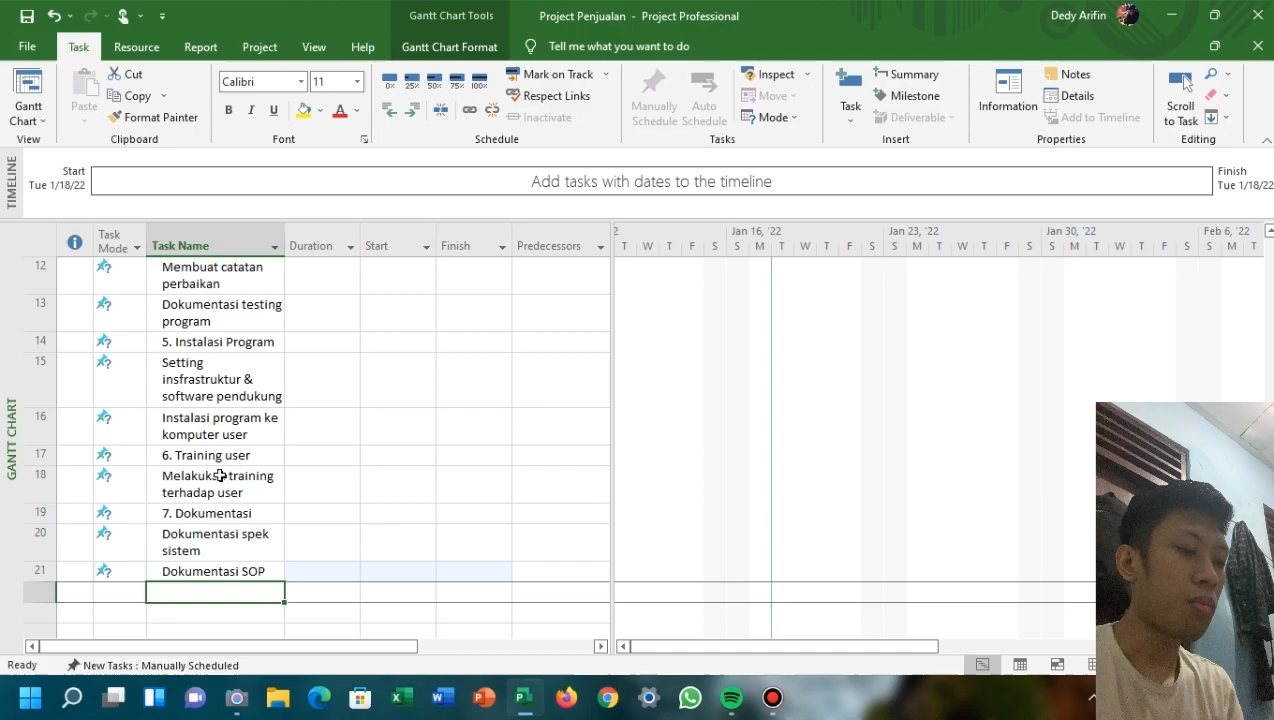 Gantt Chart Tools
Project Penjualan - Project Professional
Dedy Arifin
File Task Resource Report Project View Help Gantt Chart Format Tell me what you want to do
Gantt
Chart
View
Paste
Cut
Copy
Format Painter
Clipboard
Calibri 11
B I U A
Font
0% 25% 50% 75% 100%
Mark on Track
Respect Links
Inactivate
Schedule
Manually
Schedule
Auto
Schedule
Inspect
Move
Mode
Tasks
Task
Summary
Milestone
Deliverable
Insert
Information
Notes
Details
Add to Timeline
Properties
Scroll
to Task
Editing
TIMELINE
Start
Tue 1/18/22
Add tasks with dates to the timeline
Finish
Tue 1/18/22
GANTT CHART
Task
Mode
Task Name Duration Start Finish Predecessors
2 Jan 16, '22 Jan 23, '22 Jan 30, '22 Feb 6, '22
T W T F S S M T W T F S S M T W T F S S M T W T F S S M T
12 Membuat catatan
perbaikan
13 Dokumentasi testing
program
14 5. Instalasi Program
15 Setting
insfrastruktur &
software pendukung
16 Instalasi program ke
komputer user
17 6. Training user
18 Melakukan training
terhadap user
19 7. Dokumentasi
20 Dokumentasi spek
sistem
21 Dokumentasi SOP
Ready New Tasks : Manually Scheduled